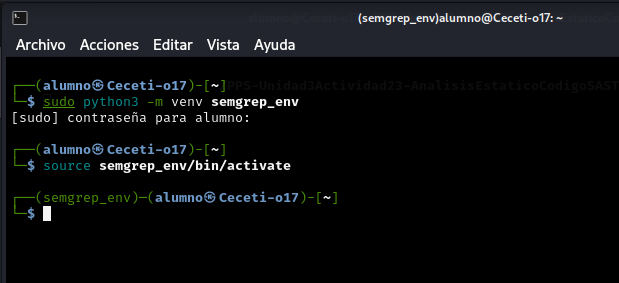 (semgrep_env)alumno@Ceceti-o17: ~
Archivo Acciones Editar Vista Ayuda
┌──(alumno㉿Ceceti-o17)-[~]
└─$ sudo python3 -m venv semgrep_env
[sudo] contraseña para alumno:
┌──(alumno㉿Ceceti-o17)-[~]
└─$ source semgrep_env/bin/activate
┌──(semgrep_env)─(alumno㉿Ceceti-o17)-[~]
└─$